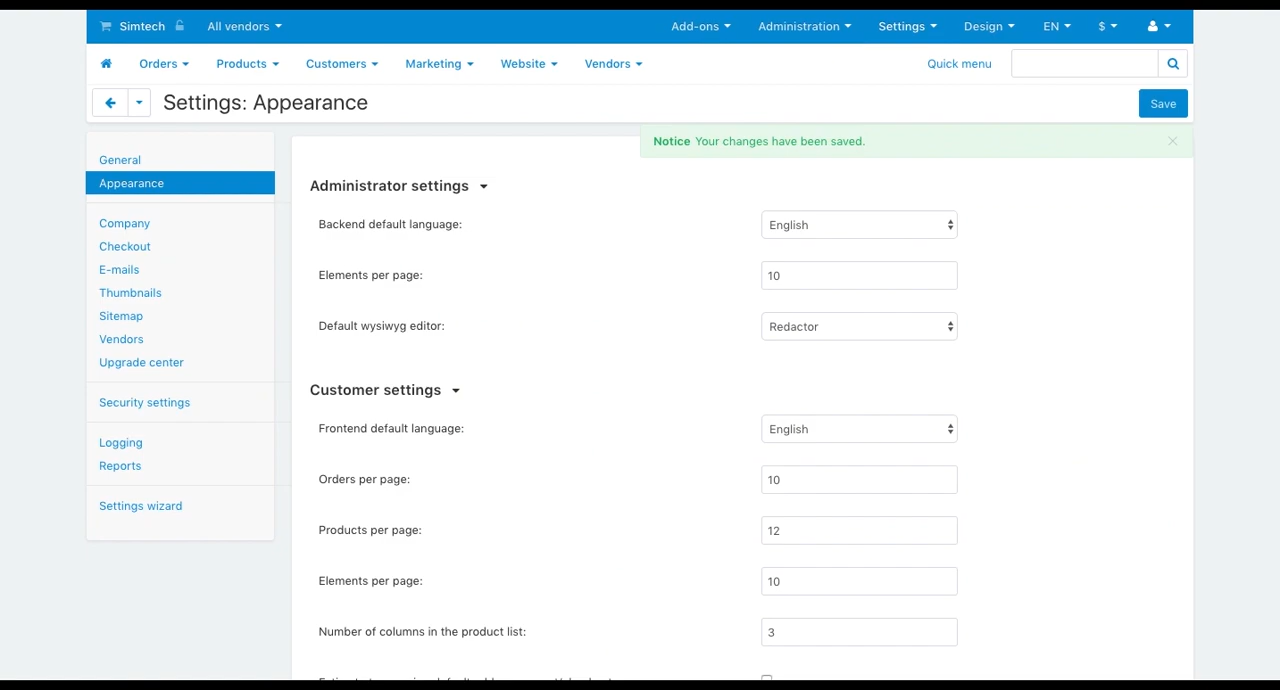 Simtech All vendors Add-ons Administration Settings Design EN $
Orders Products Customers Marketing Website Vendors Quick menu
Settings: Appearance Save
Notice Your changes have been saved.
General
Appearance
Company
Checkout
E-mails
Thumbnails
Sitemap
Vendors
Upgrade center
Security settings
Logging
Reports
Settings wizard
Administrator settings
Backend default language: English
Elements per page: 10
Default wysiwyg editor: Redactor
Customer settings
Frontend default language: English
Orders per page: 10
Products per page: 12
Elements per page: 10
Number of columns in the product list: 3